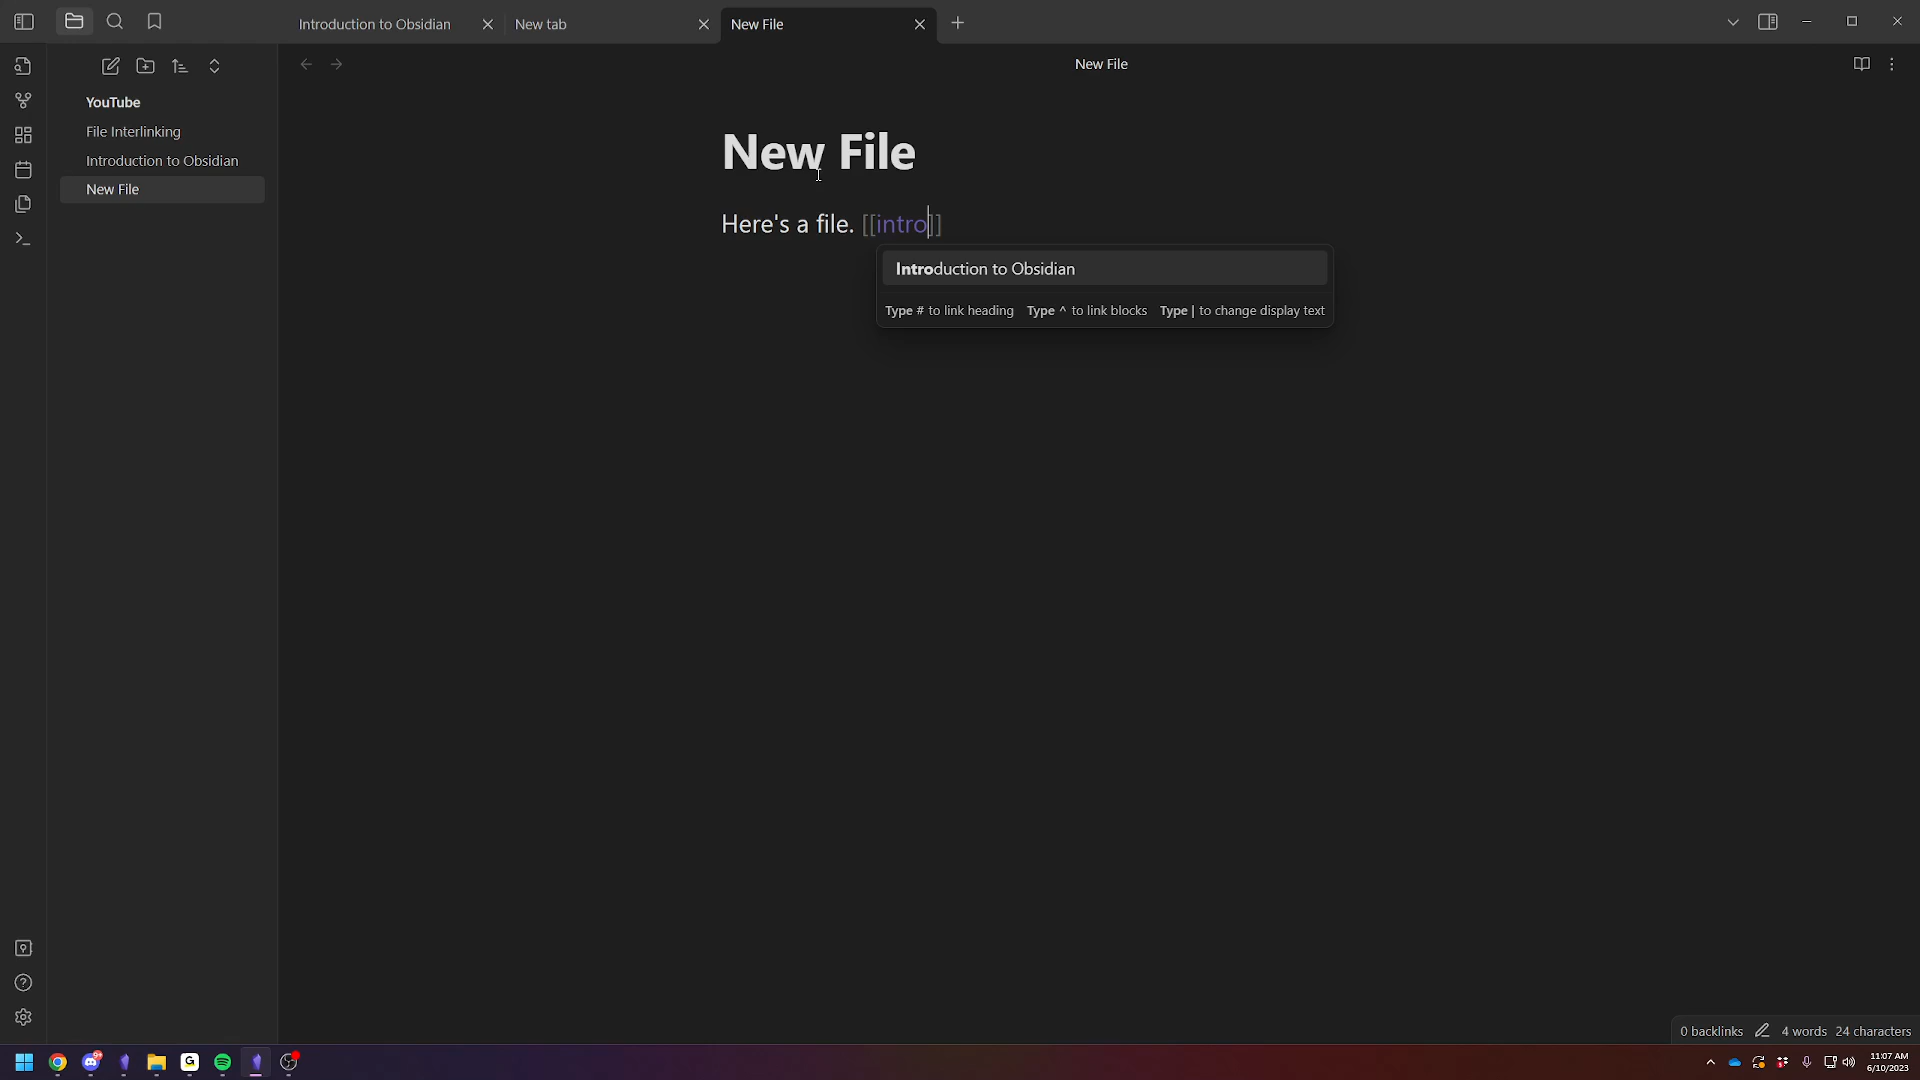 Introduction to Obsidian
New tab
New File
New File
YouTube
File Interlinking
Introduction to Obsidian
New File
New File
Here's a file. [[intro]]
Introduction to Obsidian
Type # to link heading Type ^ to link blocks Type | to change display text
0 backlinks 4 words 24 characters
11:07 AM
6/10/2023